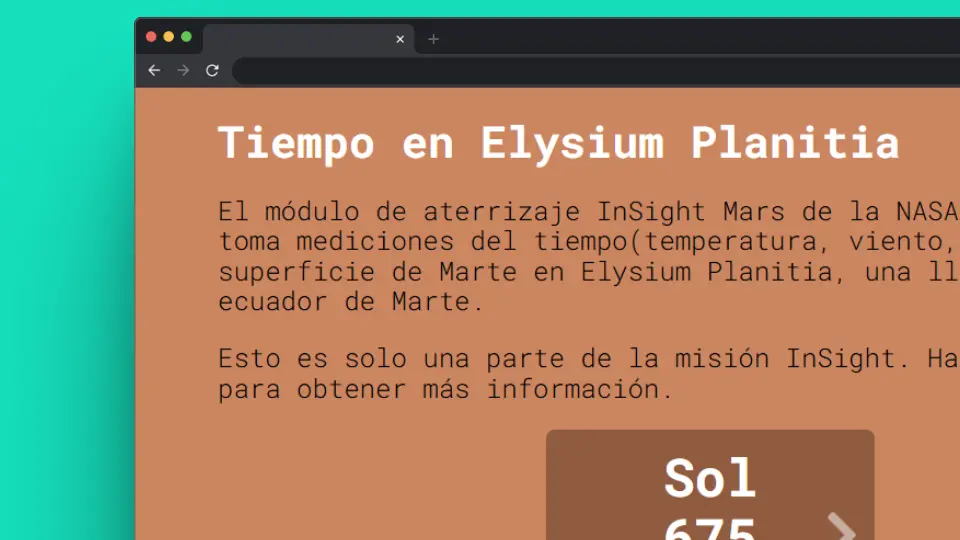 Tiempo en Elysium Planitia
El módulo de aterrizaje InSight Mars de la NASA
toma mediciones del tiempo(temperatura, viento,
superficie de Marte en Elysium Planitia, una ll
ecuador de Marte.
Esto es solo una parte de la misión InSight. Ha
para obtener más información.
Sol
675